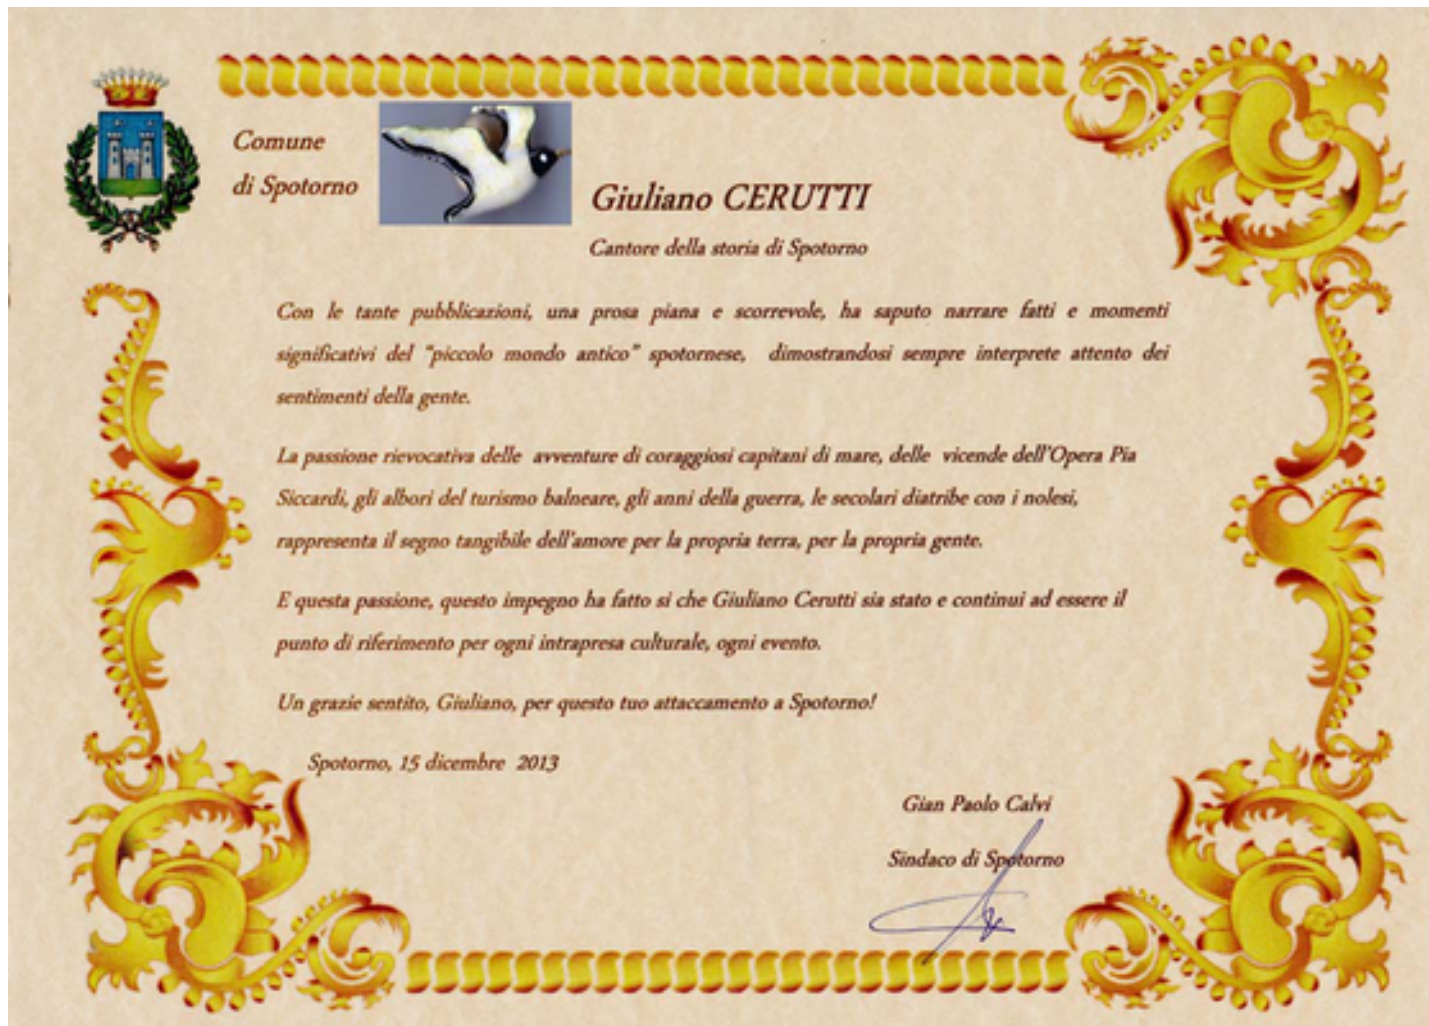 Comune
di Spotorno
Giuliano CERUTTI
Cantore della storia di Spotorno
Con le tante pubblicazioni, una prosa piana e scorrevole, ha saputo narrare fatti e momenti
significativi del “piccolo mondo antico” spotornese, dimostrandosi sempre interprete attento dei
sentimenti della gente.
La passione rievocativa delle avventure di coraggiosi capitani di mare, delle vicende dell'Opera Pia
Siccardi, gli albori del turismo balneare, gli anni della guerra, le secolari diatribe con i nolesi,
rappresenta il segno tangibile dell'amore per la propria terra, per la propria gente.
E questa passione, questo impegno ha fatto si che Giuliano Cerutti sia stato e continui ad essere il
punto di riferimento per ogni intrapresa culturale, ogni evento.
Un grazie sentito, Giuliano, per questo tuo attaccamento a Spotorno!
Spotorno, 15 dicembre 2013
Gian Paolo Calvi
Sindaco di Spotorno